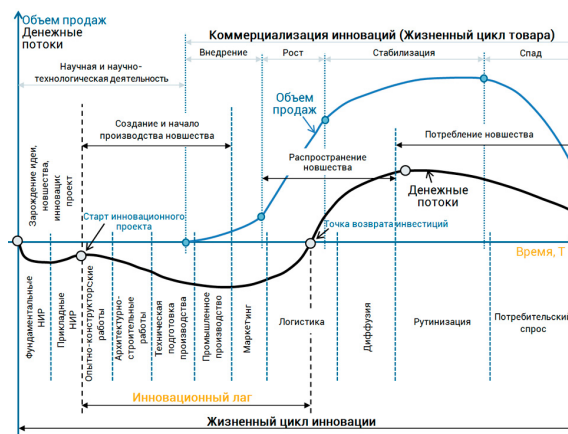 Объем продаж
Денежные
потоки
Коммерциализация инноваций (Жизненный цикл товара)
Внедрение
Рост
Стабилизация
Спад
Научная и научно-
технологическая деятельность
Создание и начало
производства новшества
Объем
продаж
Потребление новшества
Распространие
новшества
Денежные
потоки
Зарождение идеи,
новшества,
инновацис
проект
Старт инновационного
проекта
Точка возврата инвестиций
Время, T
Фундаментальные
НИР
Прикладные
НИР
Опытно-конструкторские
работы
Архитектурно-
строительные
работы
Техническая
подготовка
производства
Промышленное
производство
Маркетинг
Логистика
Диффузия
Рутинизация
Потребительский
спрос
Инновационный лаг
Жизненный цикл инновации